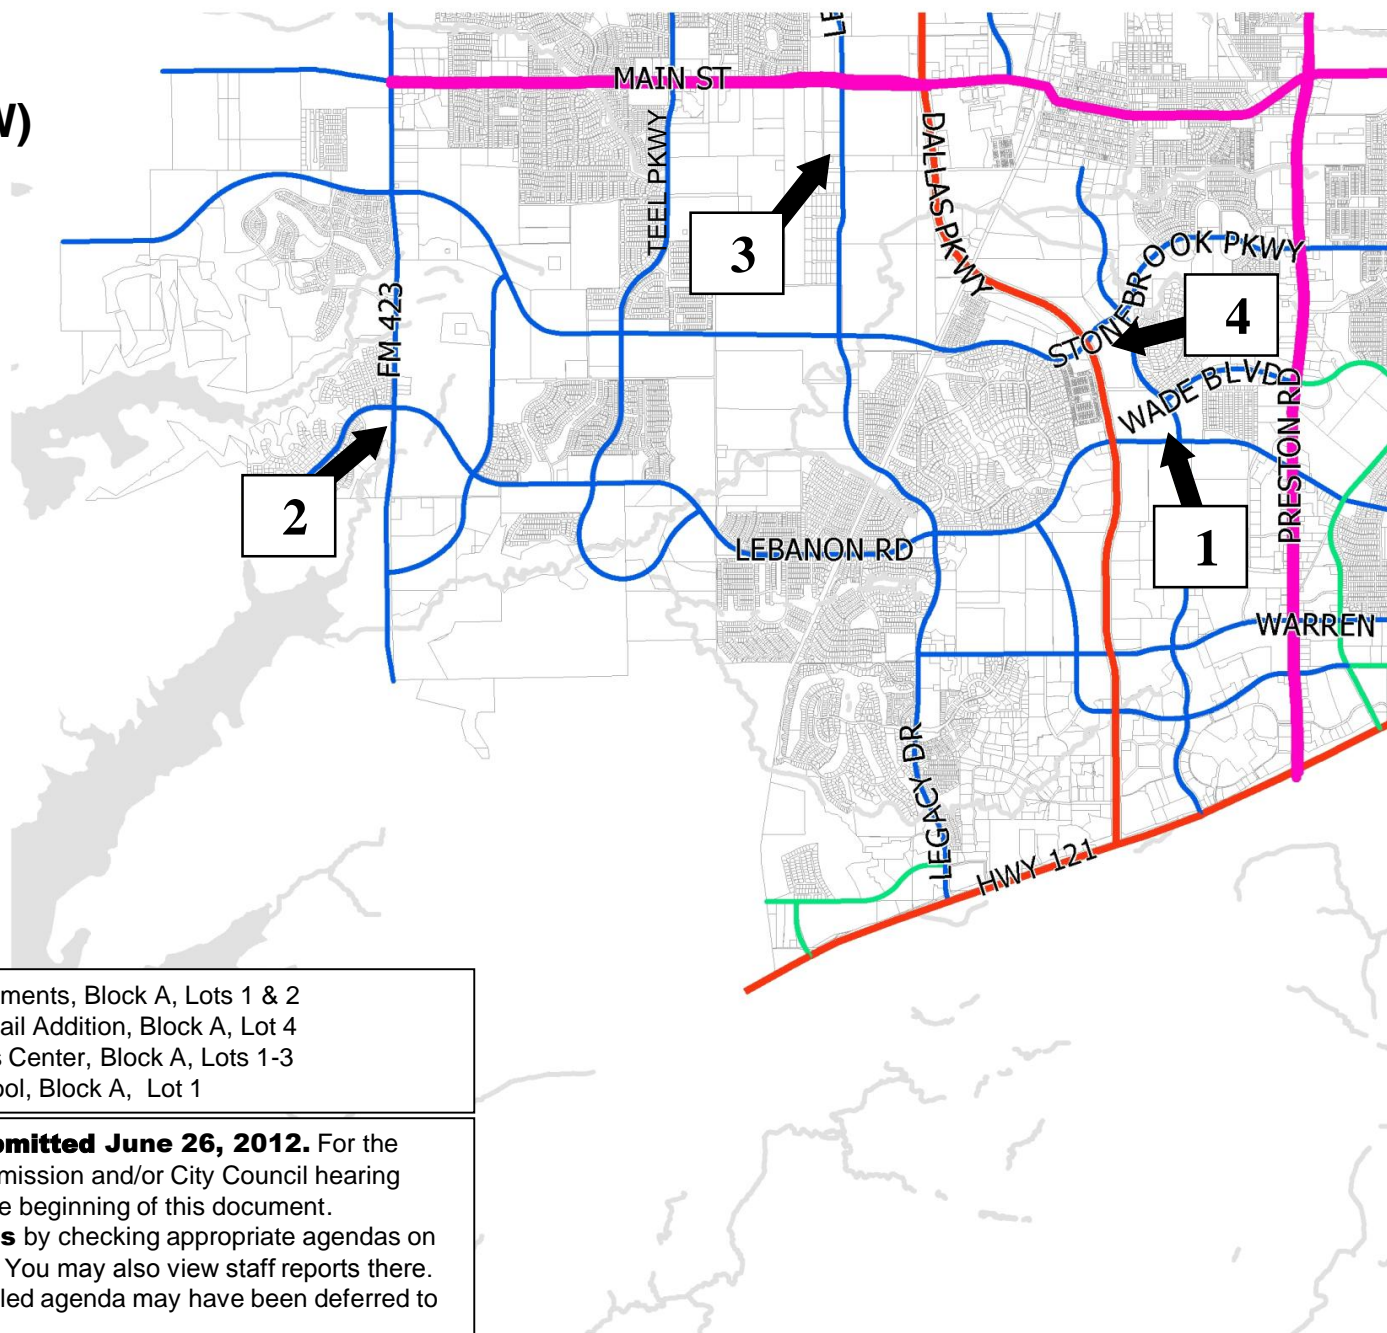 W)
LE
MAIN ST
TEEL PKWY
DALLAS PKWY
3
STONEBROOK PKWY
4
FM 423
WADE BLVD
PRESTON RD
2
1
LEBANON RD
WARREN
LEGACY DR
HWY 121
ments, Block A, Lots 1 & 2
ail Addition, Block A, Lot 4
s Center, Block A, Lots 1-3
ool, Block A, Lot 1
bmitted June 26, 2012. For the
mission and/or City Council hearing
e beginning of this document.
s by checking appropriate agendas on
You may also view staff reports there.
led agenda may have been deferred to